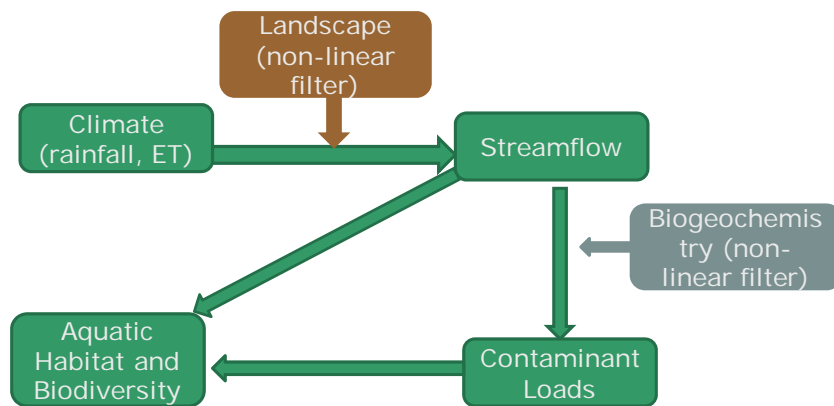 Landscape
(non-linear
filter)
Climate
(rainfall, ET)
Streamflow
Biogeochemis
try (non-
linear filter)
Aquatic
Habitat and
Biodiversity
Contaminant
Loads